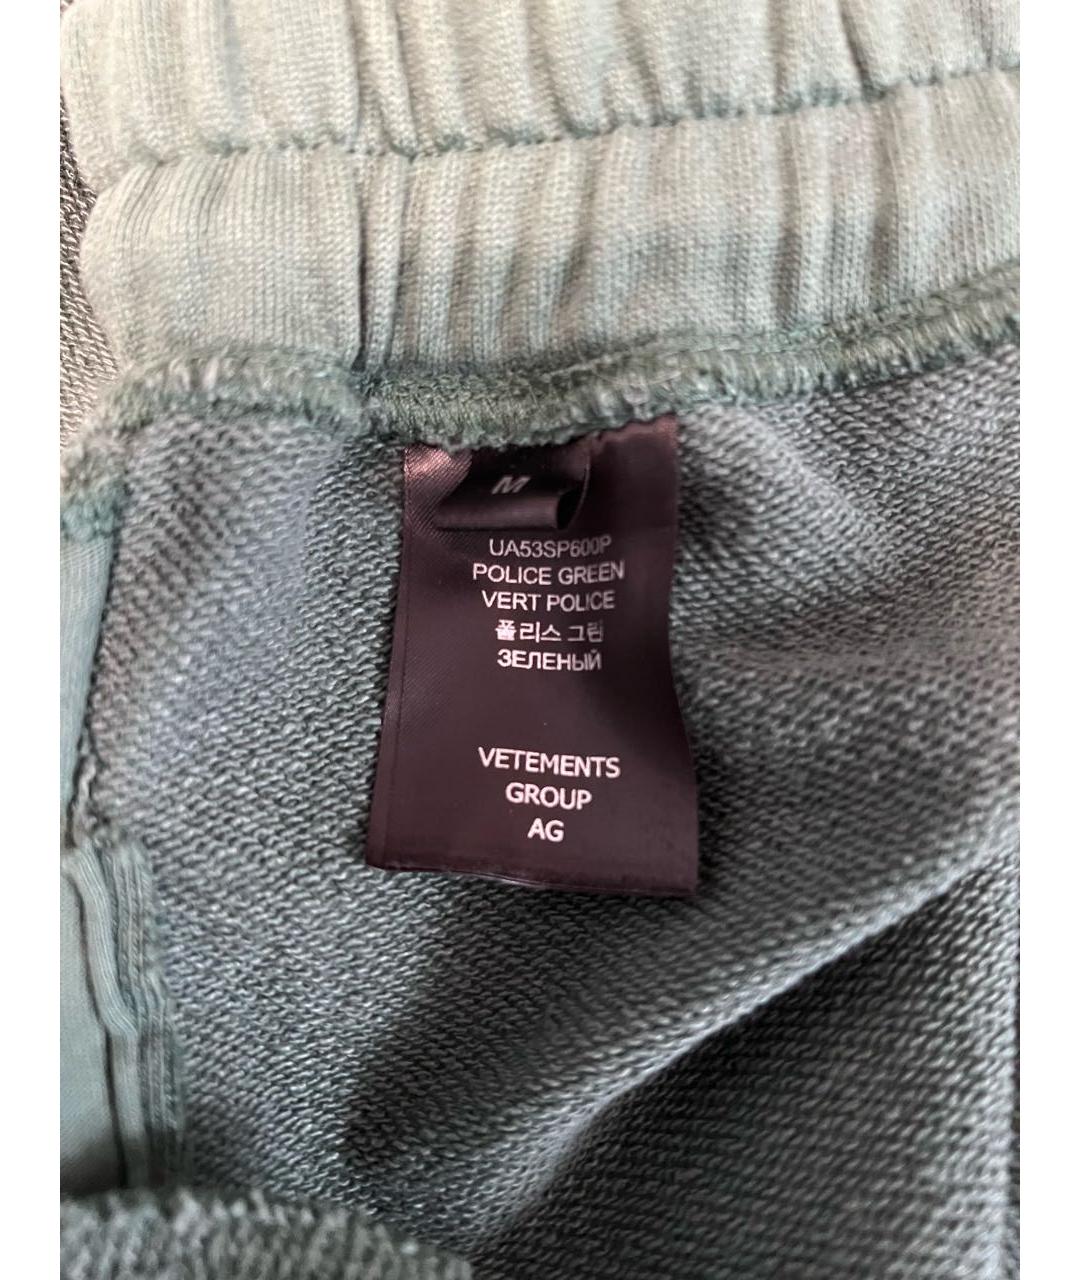 M
UA53SP600P
POLICE GREEN
VERT POLICE
폴리스 그린
ЗЕЛЕНЫЙ
VETEMENTS
GROUP
AG